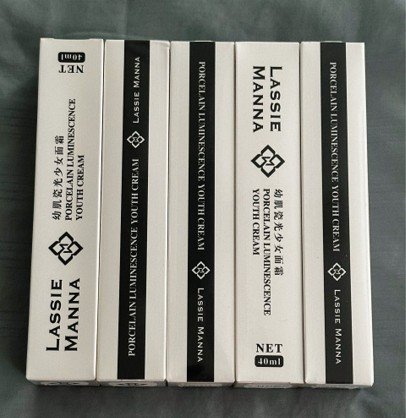 LASSIE
MANNA
幼肌瓷光少女面霜
PORCELAIN LUMINESCENCE
YOUTH CREAM
NET
40ml
PORCELAIN LUMINESCENCE YOUTH CREAM
LASSIE MANNA
PORCELAIN LUMINESCENCE YOUTH CREAM
LASSIE MANNA
LASSIE
MANNA
幼肌瓷光少女面霜
PORCELAIN LUMINESCENCE
YOUTH CREAM
NET
40ml
PORCELAIN LUMINESCENCE YOUTH CREAM
LASSIE MANNA